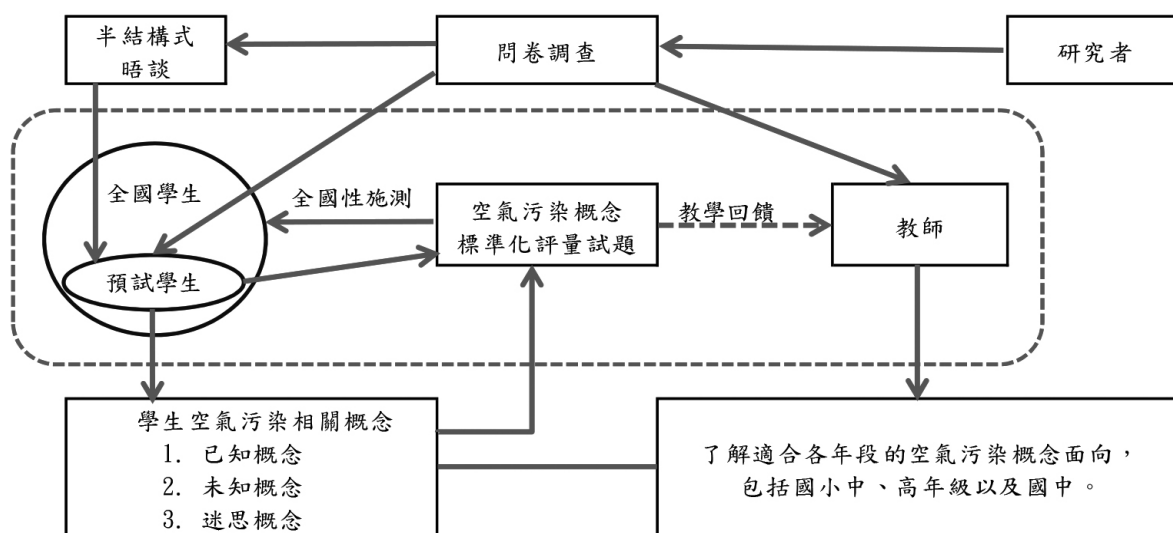 半結構式
晤談
問卷調查
研究者
全國學生
全國性施測
空氣污染概念
標準化評量試題
教學回饋
教師
預試學生
學生空氣污染相關概念
1. 已知概念
2. 未知概念
3. 迷思概念
了解適合各年段的空氣污染概念面向，
包括國小中、高年級以及國中。